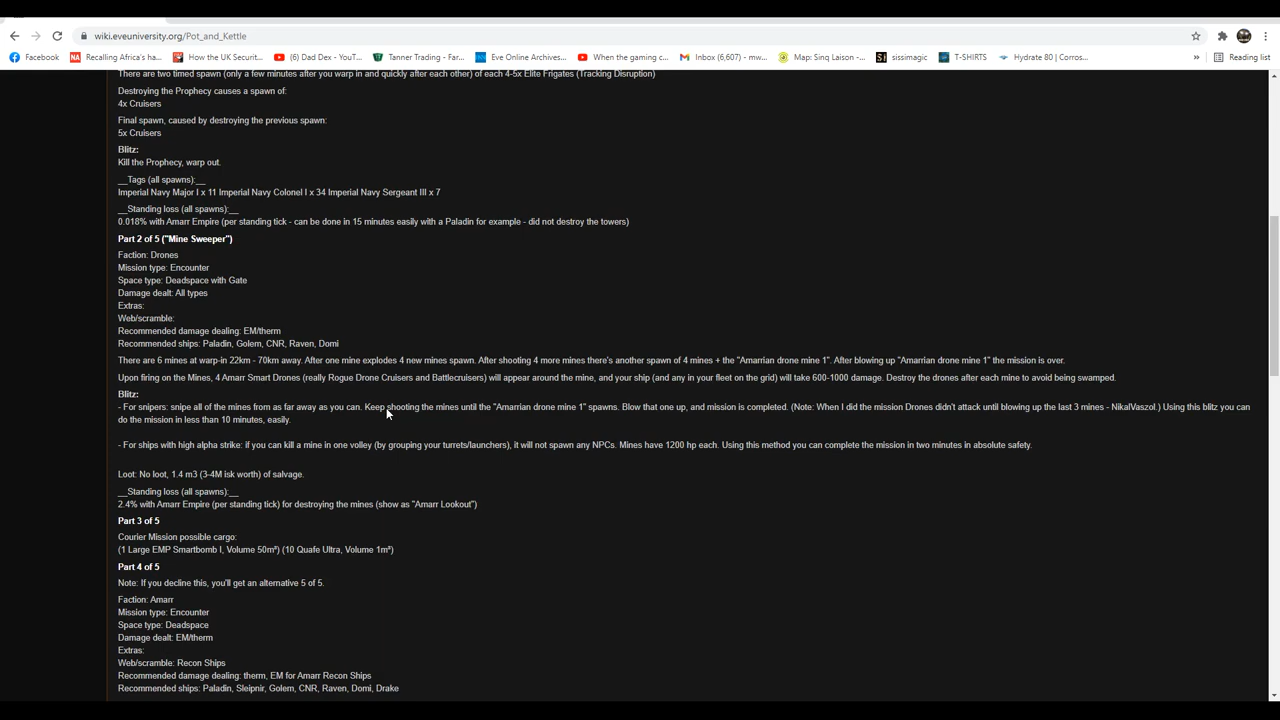 wiki.eveuniversity.org/Pot_and_Kettle
Facebook
NA Recalling Africa's ha...
How the UK Securit...
(6) Dad Dex - YouT...
Tanner Trading - Far...
Eve Online Archives...
When the gaming c...
Inbox (6,607) - mw...
Map: Sinq Laison -...
sissimagic
T-SHIRTS
Hydrate 80 | Corros...
»
Reading list
There are two timed spawn (only a few minutes after you warp in and quickly after each other) of each 4-5x Elite Frigates (Tracking Disruption)
Destroying the Prophecy causes a spawn of:
4x Cruisers
Final spawn, caused by destroying the previous spawn:
5x Cruisers
Blitz:
Kill the Prophecy, warp out.
__Tags (all spawns):__
Imperial Navy Major I x 11 Imperial Navy Colonel I x 34 Imperial Navy Sergeant III x 7
__Standing loss (all spawns):__
0.018% with Amarr Empire (per standing tick - can be done in 15 minutes easily with a Paladin for example - did not destroy the towers)
Part 2 of 5 ("Mine Sweeper")
Faction: Drones
Mission type: Encounter
Space type: Deadspace with Gate
Damage dealt: All types
Extras:
Web/scramble:
Recommended damage dealing: EM/therm
Recommended ships: Paladin, Golem, CNR, Raven, Domi
There are 6 mines at warp-in 22km - 70km away. After one mine explodes 4 new mines spawn. After shooting 4 more mines there's another spawn of 4 mines + the "Amarrian drone mine 1". After blowing up "Amarrian drone mine 1" the mission is over.
Upon firing on the Mines, 4 Amarr Smart Drones (really Rogue Drone Cruisers and Battlecruisers) will appear around the mine, and your ship (and any in your fleet on the grid) will take 600-1000 damage. Destroy the drones after each mine to avoid being swamped.
Blitz:
- For snipers: snipe all of the mines from as far away as you can. Keep shooting the mines until the "Amarrian drone mine 1" spawns. Blow that one up, and mission is completed. (Note: When I did the mission Drones didn't attack until blowing up the last 3 mines - NikalVaszol.) Using this blitz you can
do the mission in less than 10 minutes, easily.
- For ships with high alpha strike: if you can kill a mine in one volley (by grouping your turrets/launchers), it will not spawn any NPCs. Mines have 1200 hp each. Using this method you can complete the mission in two minutes in absolute safety.
Loot: No loot, 1.4 m3 (3-4M isk worth) of salvage.
__Standing loss (all spawns):__
2.4% with Amarr Empire (per standing tick) for destroying the mines (show as "Amarr Lookout")
Part 3 of 5
Courier Mission possible cargo:
(1 Large EMP Smartbomb I, Volume 50m²) (10 Quafe Ultra, Volume 1m²)
Part 4 of 5
Note: If you decline this, you'll get an alternative 5 of 5.
Faction: Amarr
Mission type: Encounter
Space type: Deadspace
Damage dealt: EM/therm
Extras:
Web/scramble: Recon Ships
Recommended damage dealing: therm, EM for Amarr Recon Ships
Recommended ships: Paladin, Sleipnir, Golem, CNR, Raven, Domi, Drake